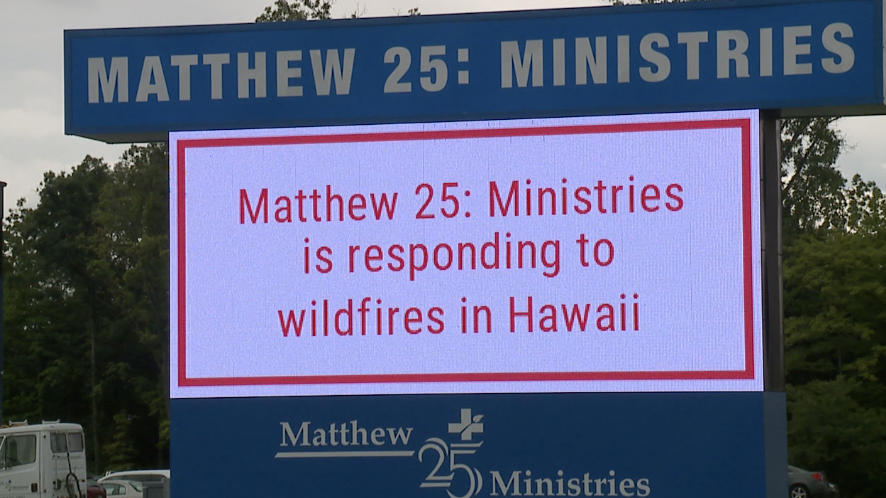 MATTHEW 25: MINISTRIES
Matthew 25: Ministries
is responding to
wildfires in Hawaii
Matthew
25
Ministries